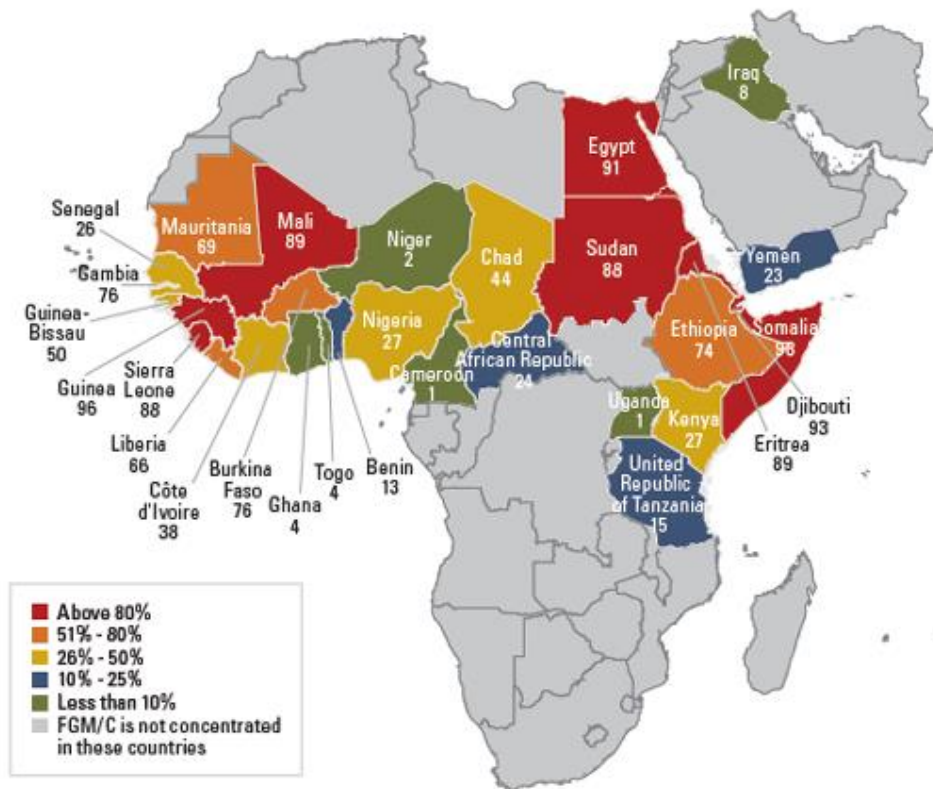 Iraq
8
Egypt
91
Senegal
26
Mauritania
69
Mali
89
Niger
2
Chad
44
Sudan
88
Yemen
23
Gambia
76
Guinea-
Bissau
50
Nigeria
27
Ethiopia
74
Somalia
98
Central
African Republic
24
Cameroon
1
Guinea
96
Sierra
Leone
88
Uganda
1
Kenya
27
Djibouti
93
Eritrea
89
Liberia
66
Côte
d'Ivoire
38
Burkina
Faso
76
Ghana
4
Togo
4
Benin
13
United
Republic
of Tanzania
15
Above 80%
51% - 80%
26% - 50%
10% - 25%
Less than 10%
FGM/C is not concentrated
in these countries